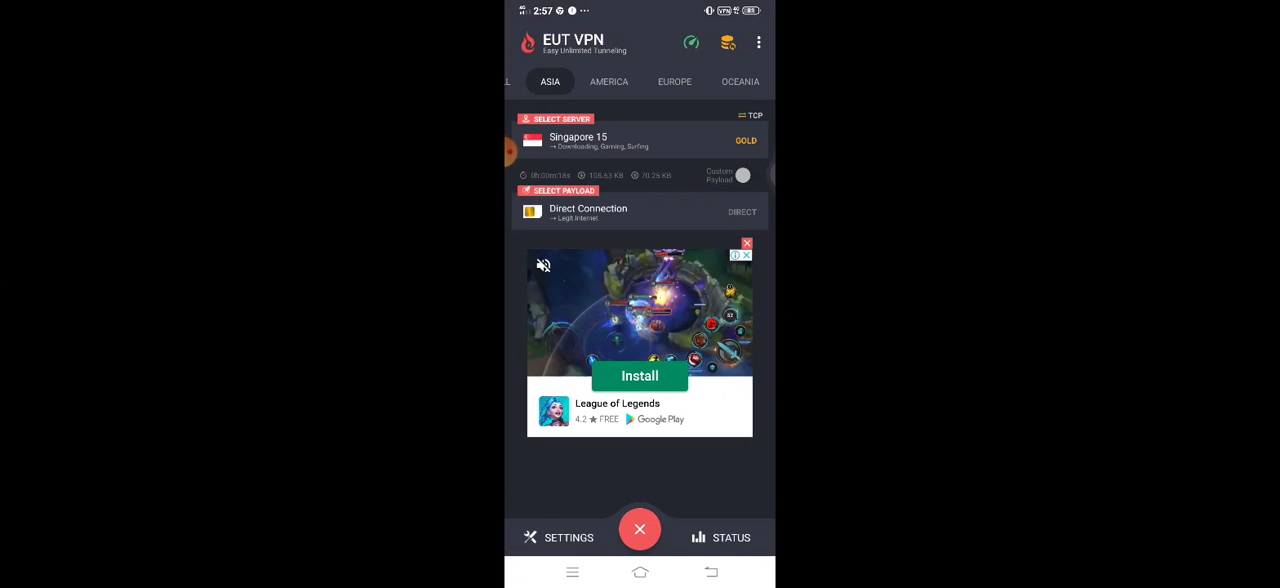 2:57
VPN
EUT VPN
Easy Unlimited Tunneling
ASIA
AMERICA
EUROPE
OCEANIA
SELECT SERVER
TCP
Singapore 15
→ Downloading, Gaming, Surfing
GOLD
0h:00m:18s
108.63 KB
70.25 KB
Custom
Payload
SELECT PAYLOAD
Direct Connection
→ Legit Internet
DIRECT
Install
League of Legends
4.2 ★ FREE Google Play
SETTINGS
STATUS